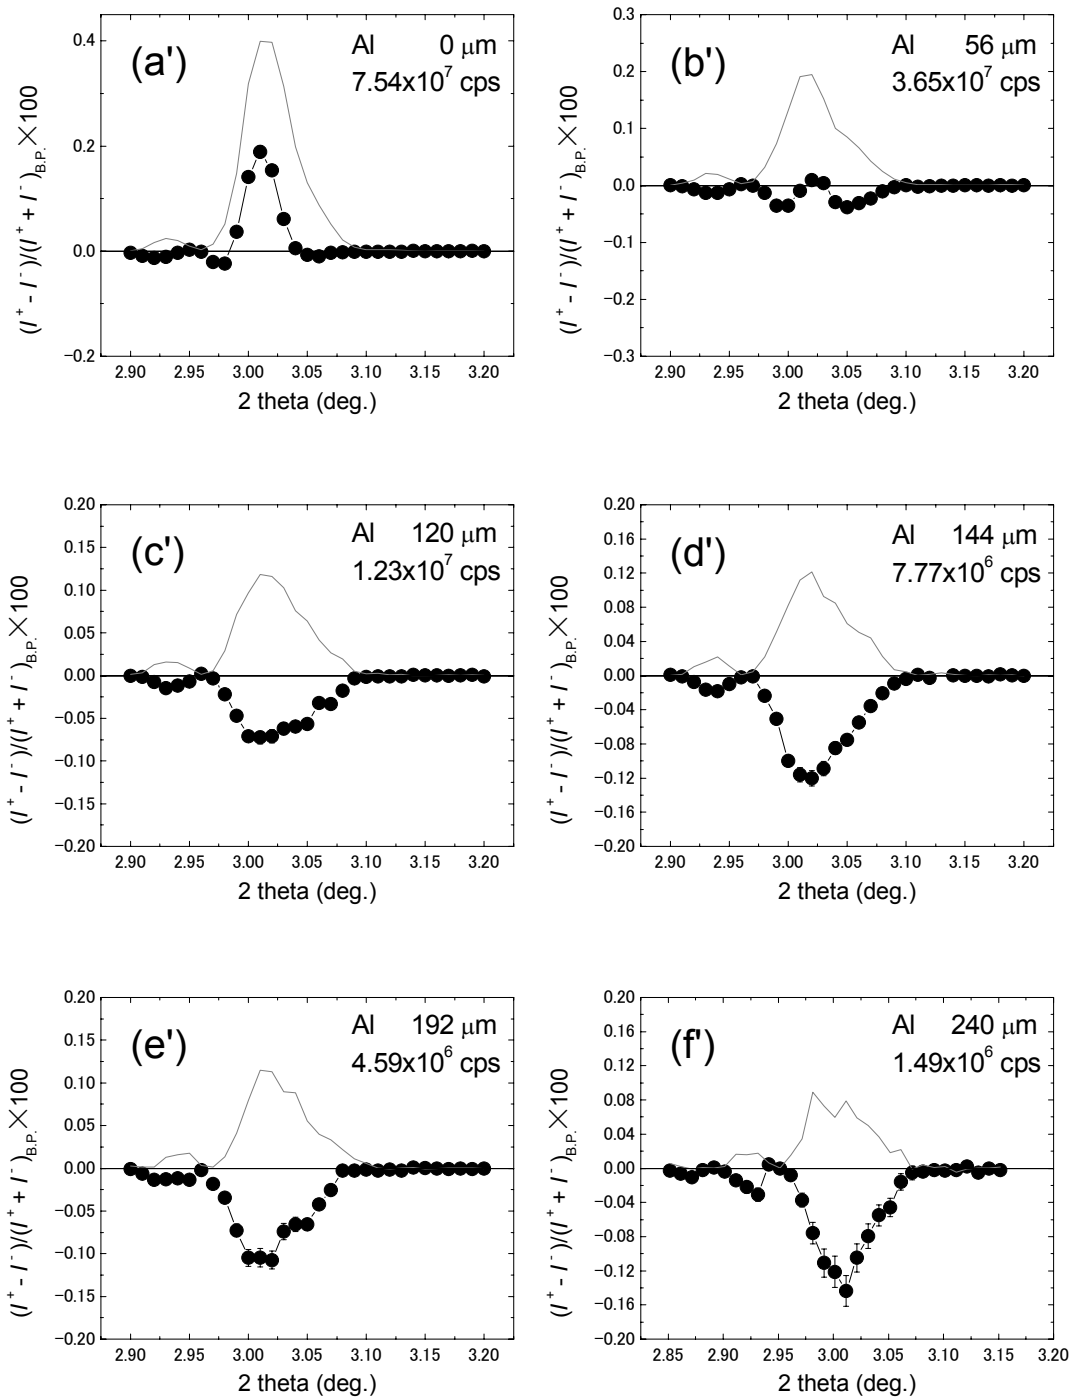 (a')
Al 0 μm
7.54x10⁷ cps
0.4
0.2
0.0
−0.2
(I⁺ - I⁻)/(I⁺ + I⁻)B.P.×100
2.90 2.95 3.00 3.05 3.10 3.15 3.20
2 theta (deg.)
(b')
Al 56 μm
3.65x10⁷ cps
0.3
0.2
0.1
0.0
−0.1
−0.2
−0.3
(I⁺ - I⁻)/(I⁺ + I⁻)B.P.×100
2.90 2.95 3.00 3.05 3.10 3.15 3.20
2 theta (deg.)
(c')
Al 120 μm
1.23x10⁷ cps
0.20
0.15
0.10
0.05
0.00
−0.05
−0.10
−0.15
−0.20
(I⁺ - I⁻)/(I⁺ + I⁻)B.P.×100
2.90 2.95 3.00 3.05 3.10 3.15 3.20
2 theta (deg.)
(d')
Al 144 μm
7.77x10⁶ cps
0.20
0.16
0.12
0.08
0.04
0.00
−0.04
−0.08
−0.12
−0.16
−0.20
(I⁺ - I⁻)/(I⁺ + I⁻)B.P.×100
2.90 2.95 3.00 3.05 3.10 3.15 3.20
2 theta (deg.)
(e')
Al 192 μm
4.59x10⁶ cps
0.20
0.15
0.10
0.05
0.00
−0.05
−0.10
−0.15
−0.20
(I⁺ - I⁻)/(I⁺ + I⁻)B.P.×100
2.90 2.95 3.00 3.05 3.10 3.15 3.20
2 theta (deg.)
(f')
Al 240 μm
1.49x10⁶ cps
0.20
0.16
0.12
0.08
0.04
0.00
−0.04
−0.08
−0.12
−0.16
−0.20
(I⁺ - I⁻)/(I⁺ + I⁻)B.P.×100
2.85 2.90 2.95 3.00 3.05 3.10 3.15 3.20
2 theta (deg.)